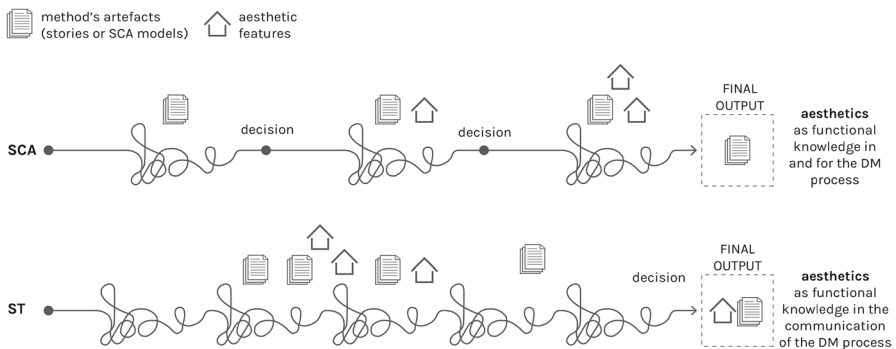 method's artefacts
(stories or SCA models)
aesthetic
features
SCA
decision
decision
FINAL
OUTPUT
aesthetics
as functional
knowledge in
and for the DM
process
ST
decision
FINAL
OUTPUT
aesthetics
as functional
knowledge in the
communication
of the DM process